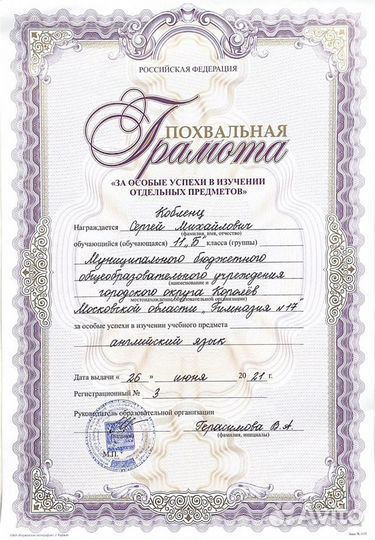 РОССИЙСКАЯ ФЕДЕРАЦИЯ
ПОХВАЛЬНАЯ
Грамота
«ЗА ОСОБЫЕ УСПЕХИ В ИЗУЧЕНИИ
ОТДЕЛЬНЫХ ПРЕДМЕТОВ»
Кобленц
Награждается Сергей Михайлович
(фамилия, имя, отчество)
обучающийся (обучающаяся) 11 „Б" класса (группы)
Муниципального бюджетного
общеобразовательного учреждения
(наименование и
городского округа Королёв
местонахождение образовательной организации)
Московской области „Гимназия №17"
за особые успехи в изучении учебного предмета
английский язык
Дата выдачи « 26 » июня 20 21 г.
Регистрационный № 3
Руководитель образовательной организации
Герасимова В.А.
(фамилия, инициалы)
М.П.
Avito